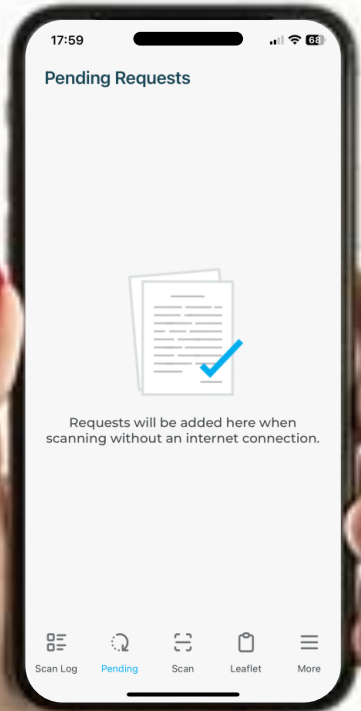 17:59
68
Pending Requests
Requests will be added here when
scanning without an internet connection.
Scan Log
Pending
Scan
Leaflet
More